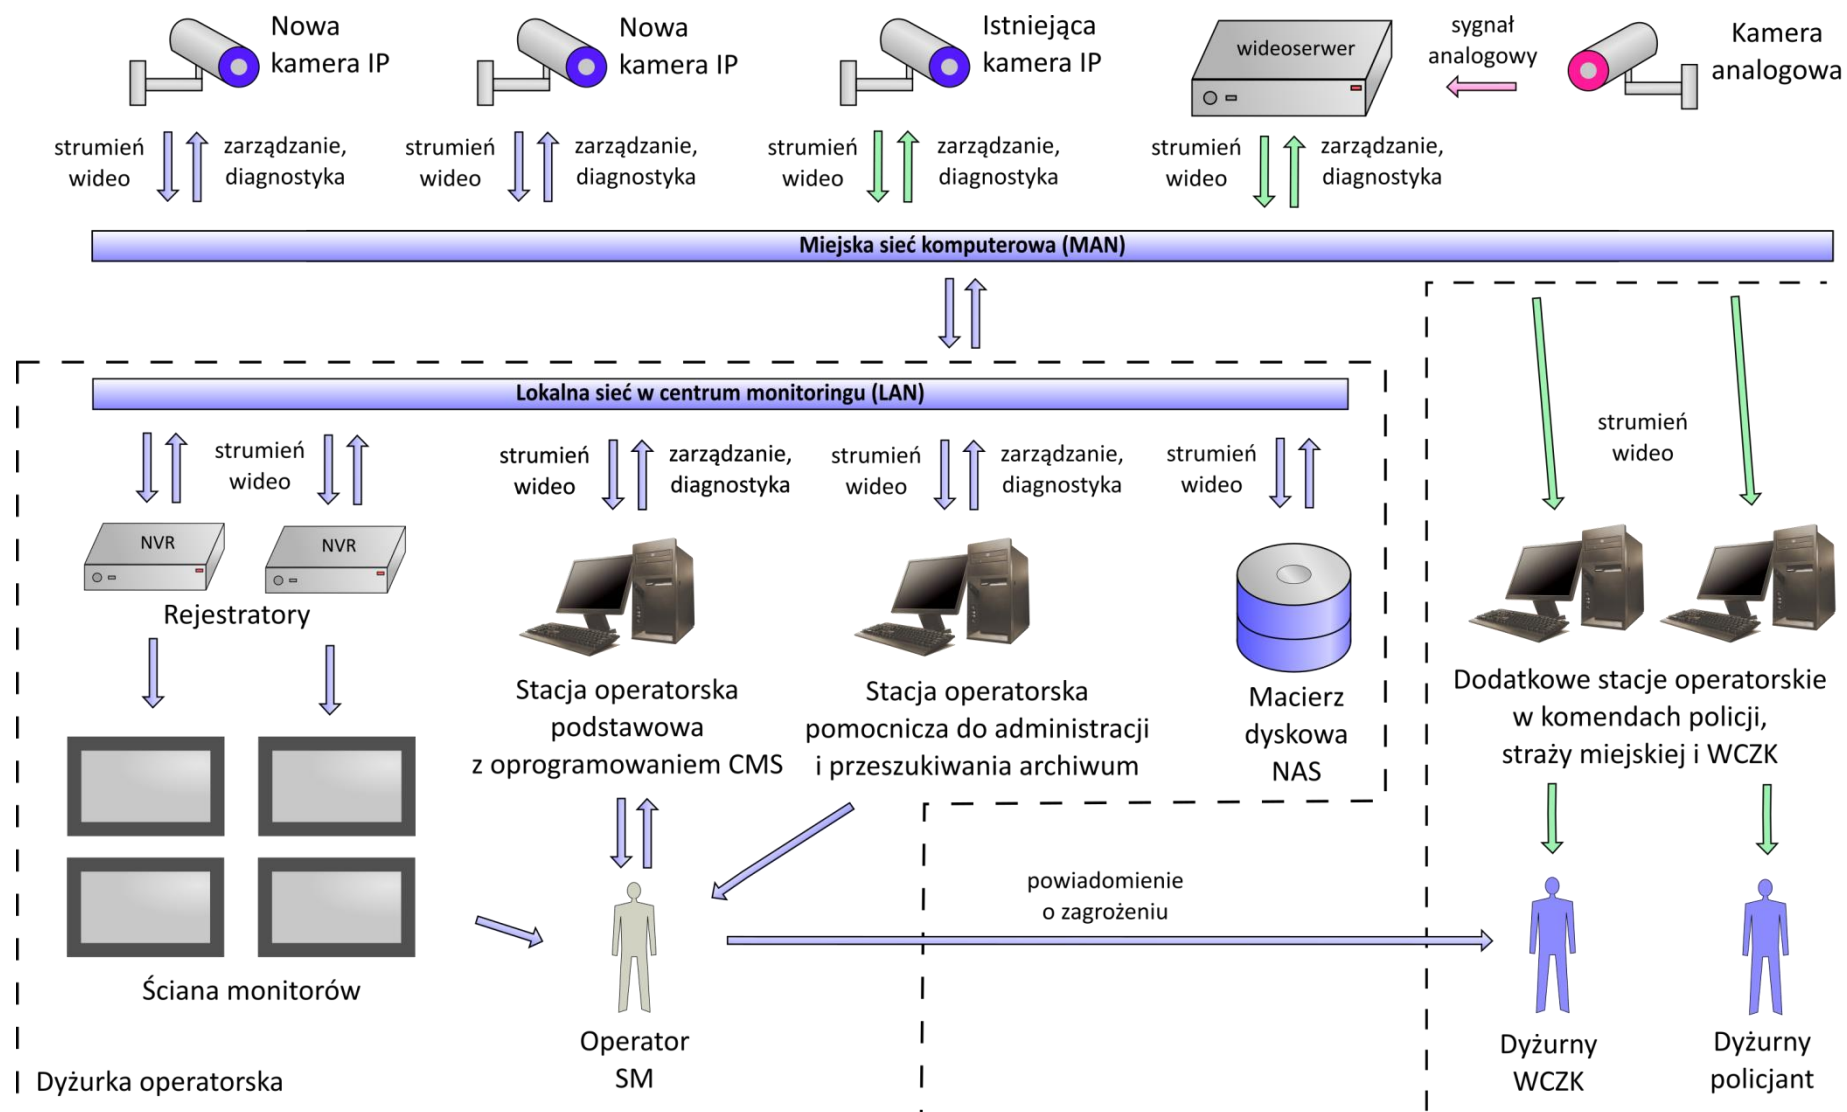 Nowa
kamera IP
Nowa
kamera IP
Istniejąca
kamera IP
wideoserwer
sygnał
analogowy
Kamera
analogowa
strumień
wideo
zarządzanie,
diagnostyka
strumień
wideo
zarządzanie,
diagnostyka
strumień
wideo
zarządzanie,
diagnostyka
strumień
wideo
zarządzanie,
diagnostyka
Miejska sieć komputerowa (MAN)
Lokalna sieć w centrum monitoringu (LAN)
strumień
wideo
strumień
wideo
zarządzanie,
diagnostyka
strumień
wideo
zarządzanie,
diagnostyka
strumień
wideo
strumień
wideo
NVR
NVR
Rejestratory
Stacja operatorska
podstawowa
z oprogramowaniem CMS
Stacja operatorska
pomocnicza do administracji
i przeszukiwania archiwum
Macierz
dyskowa
NAS
Dodatkowe stacje operatorskie
w komendach policji,
straży miejskiej i WCZK
powiadomienie
o zagrożeniu
Ściana monitorów
Operator
SM
Dyżurny
WCZK
Dyżurny
policjant
Dyżurka operatorska